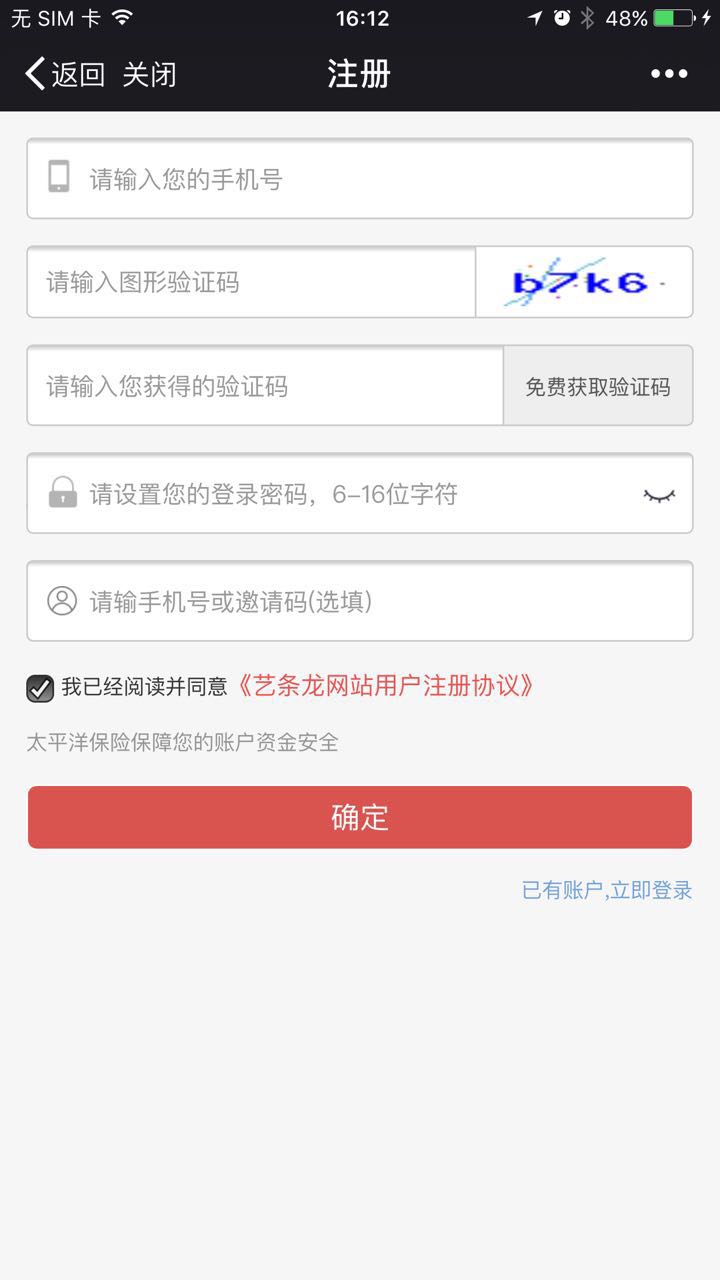 无 SIM 卡 16:12 48%
返回 关闭 注册
请输入您的手机号
请输入图形验证码 b7k6
请输入您获得的验证码 免费获取验证码
请设置您的登录密码，6-16位字符
请输手机号或邀请码(选填)
我已经阅读并同意《艺条龙网站用户注册协议》
太平洋保险保障您的账户资金安全
确定
已有账户,立即登录